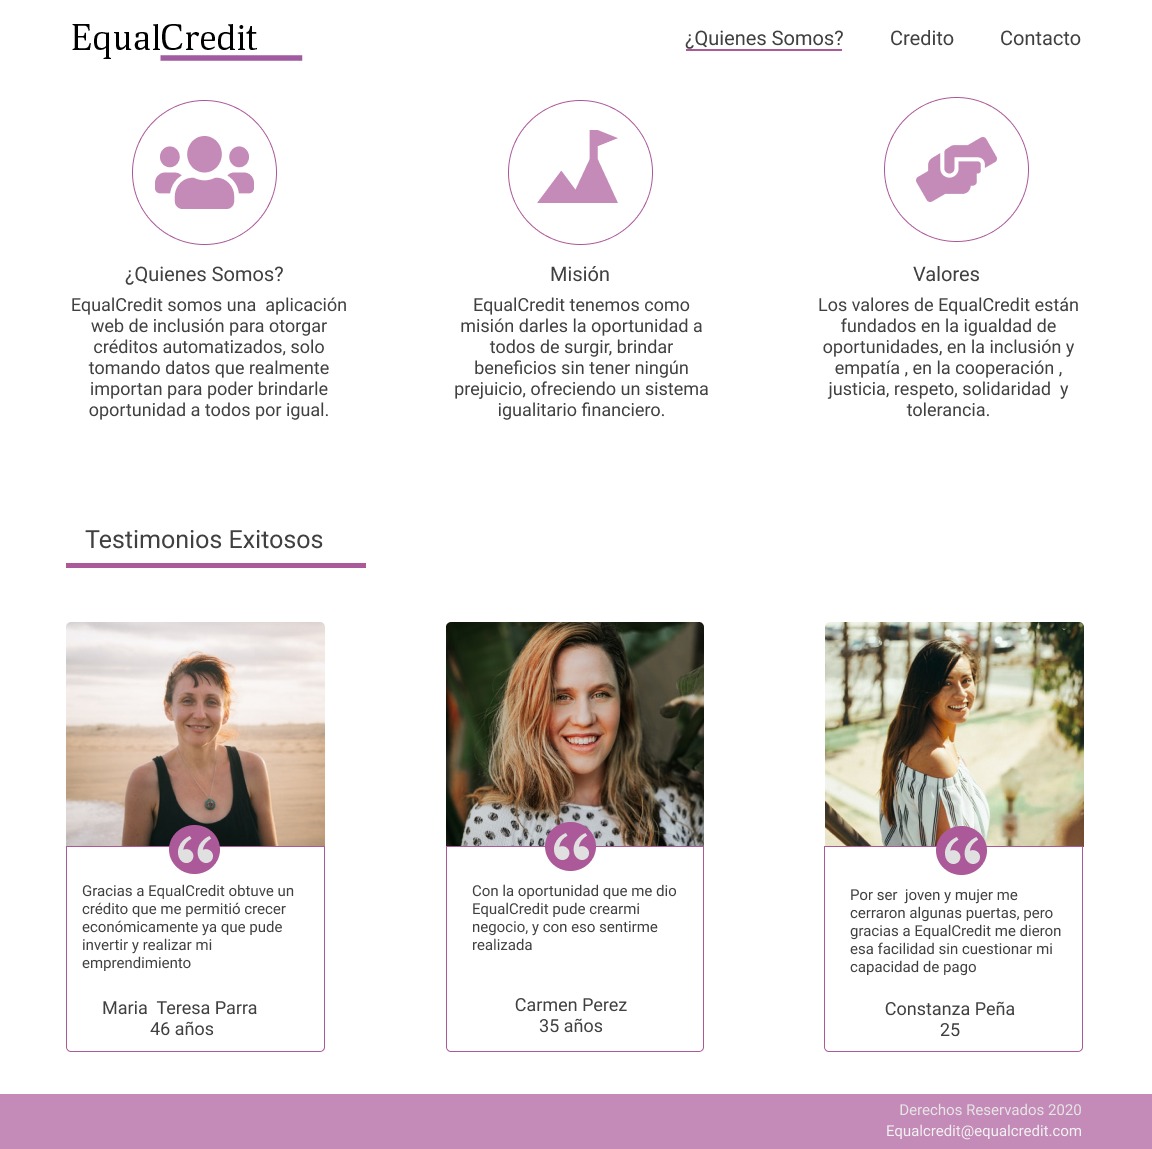 EqualCredit
¿Quienes Somos?
Credito
Contacto
¿Quienes Somos?
EqualCredit somos una  aplicación
web de inclusión para otorgar
créditos automatizados, solo
tomando datos que realmente
importan para poder brindarle
oportunidad a todos por igual.
Misión
EqualCredit tenemos como
misión darles la oportunidad a
todos de surgir, brindar
beneficios sin tener ningún
prejuicio, ofreciendo un sistema
igualitario financiero.
Valores
Los valores de EqualCredit están
fundados en la igualdad de
oportunidades, en la inclusión y
empatía , en la cooperación ,
justicia, respeto, solidaridad  y
tolerancia.
Testimonios Exitosos
Gracias a EqualCredit obtuve un
crédito que me permitió crecer
económicamente ya que pude
invertir y realizar mi
emprendimiento
Maria  Teresa Parra
46 años
Con la oportunidad que me dio
EqualCredit pude crearmi
negocio, y con eso sentirme
realizada
Carmen Perez
35 años
Por ser  joven y mujer me
cerraron algunas puertas, pero
gracias a EqualCredit me dieron
esa facilidad sin cuestionar mi
capacidad de pago
Constanza Peña
25
Derechos Reservados 2020
Equalcredit@equalcredit.com